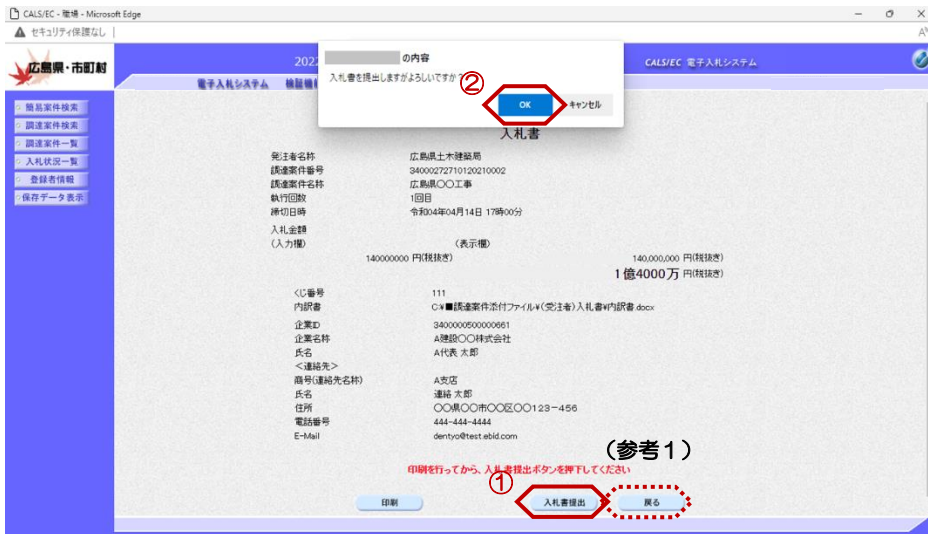 CALS/EC - 職場 - Microsoft Edge
セキュリティ保護なし
広島県・市町村
2022
CALS/EC 電子入札システム
電子入札システム 検証機
の内容
入札書を提出しますがよろしいですか?
②
OK
キャンセル
簡易案件検索
調達案件検索
調達案件一覧
入札状況一覧
登録者情報
保存データ表示
入札書
発注者名称 広島県土木建築局
調達案件番号 34000272710120210002
調達案件名称 広島県〇〇工事
執行回数 1回目
締切日時 令和04年04月14日 17時00分
入札金額
(入力欄) (表示欄)
140000000 円(税抜き) 140,000,000 円(税抜き)
1億4000万 円(税抜き)
くじ番号 111
内訳書 C:¥■調達案件添付ファイル¥(受注者)入札書¥内訳書.docx
企業ID 3400000500000661
企業名称 A建設〇〇株式会社
氏名 A代表 太郎
<連絡先>
商号(連絡先名称) A支店
氏名 連絡 太郎
住所 〇〇県〇〇市〇〇区〇〇123-456
電話番号 444-444-4444
E-Mail dentyo@test.ebid.com
(参考1)
印刷を行ってから、入札書提出ボタンを押下してください
①
印刷 入札書提出 戻る